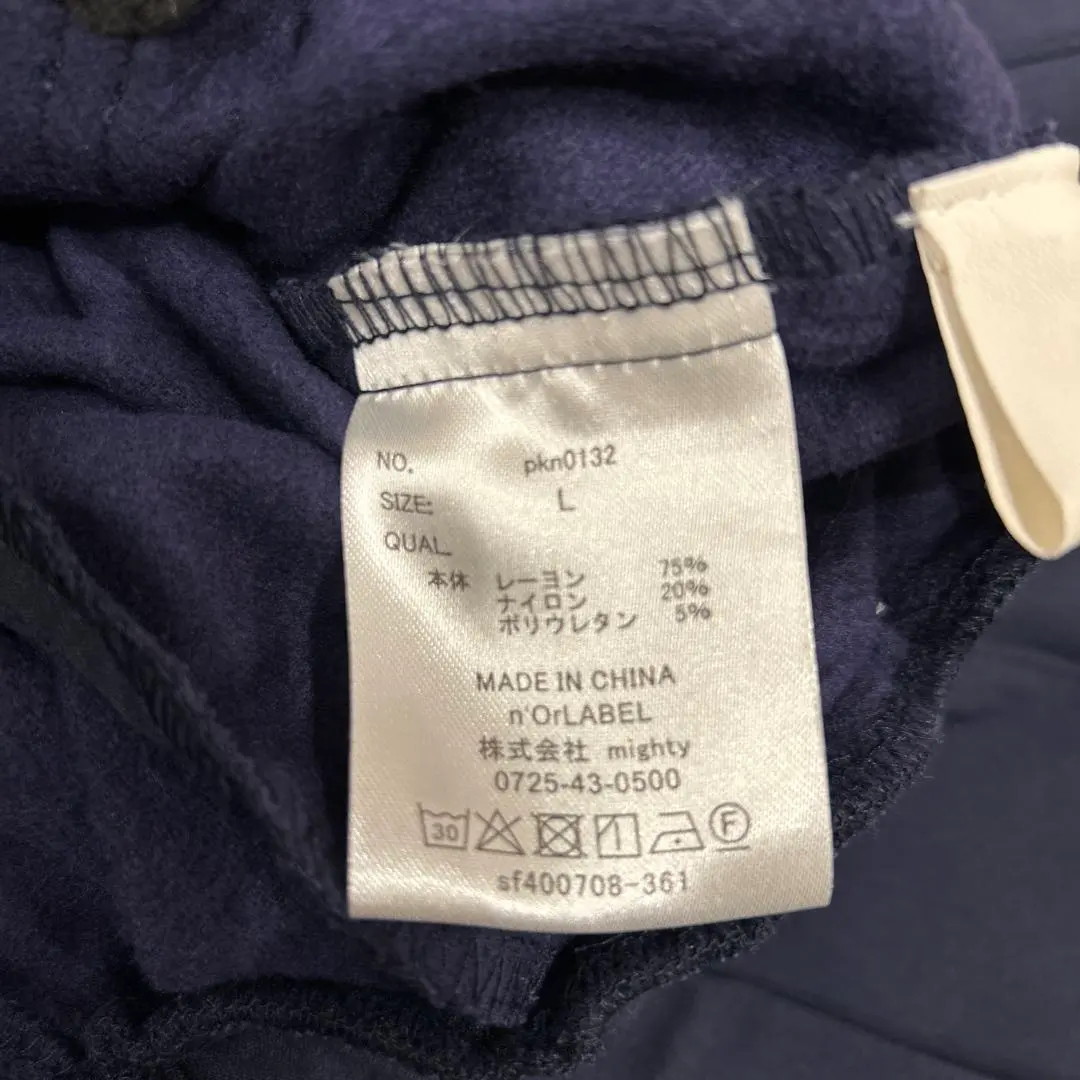 NO. pkn0132
SIZE: L
QUAL.
本体 レーヨン 75%
ナイロン 20%
ポリウレタン 5%
MADE IN CHINA
n'OrLABEL
株式会社 mighty
0725-43-0500
30 F
sf400708-361